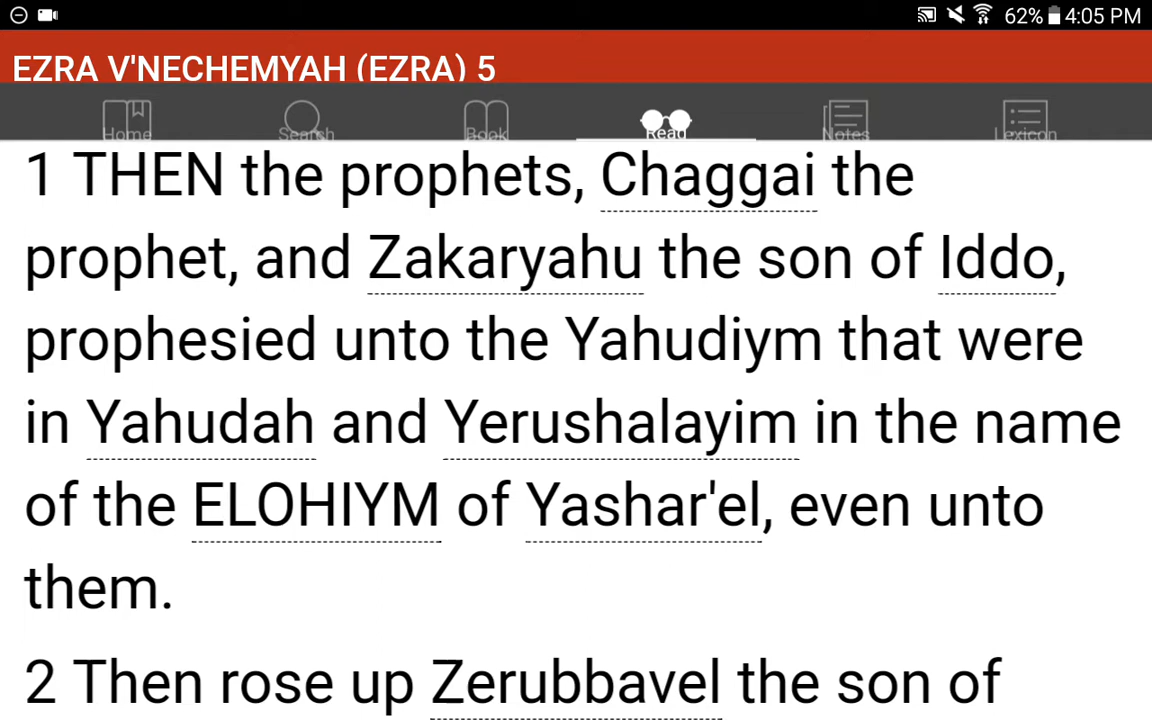 62% 4:05 PM
EZRA V'NECHEMYAH (EZRA) 5
Home Search Book Read Notes Lexicon
1 THEN the prophets, Chaggai the
prophet, and Zakaryahu the son of Iddo,
prophesied unto the Yahudiym that were
in Yahudah and Yerushalayim in the name
of the ELOHIYM of Yashar'el, even unto
them.
2 Then rose up Zerubbavel the son of